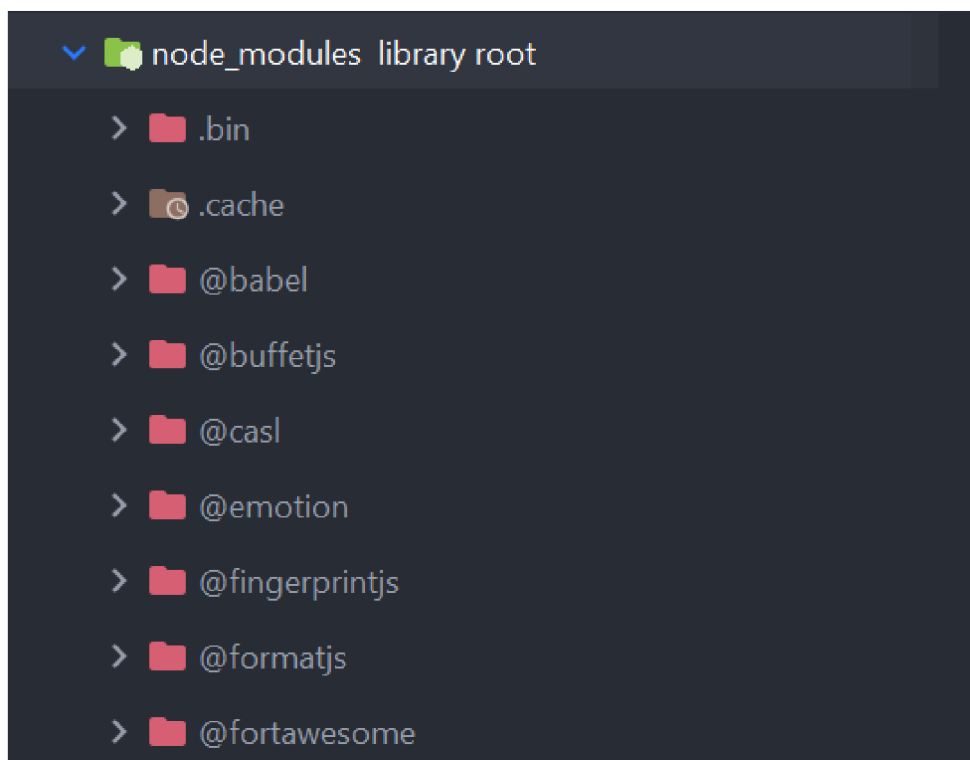 node_modules library root
.bin
.cache
@babel
@buffetjs
@casl
@emotion
@fingerprintjs
@formatjs
@fortawesome